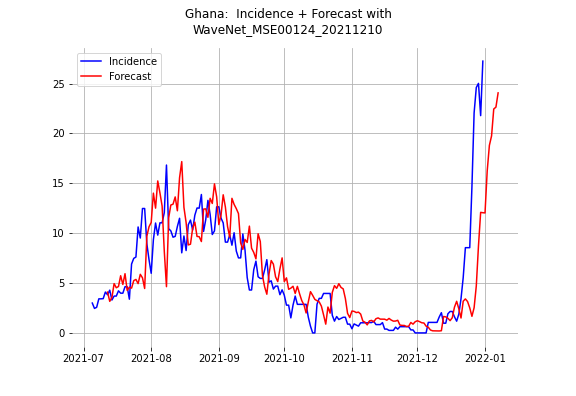 Ghana:  Incidence + Forecast with
WaveNet_MSE00124_20211210
Incidence
Forecast
25
20
15
10
5
0
2021-07 2021-08 2021-09 2021-10 2021-11 2021-12 2022-01